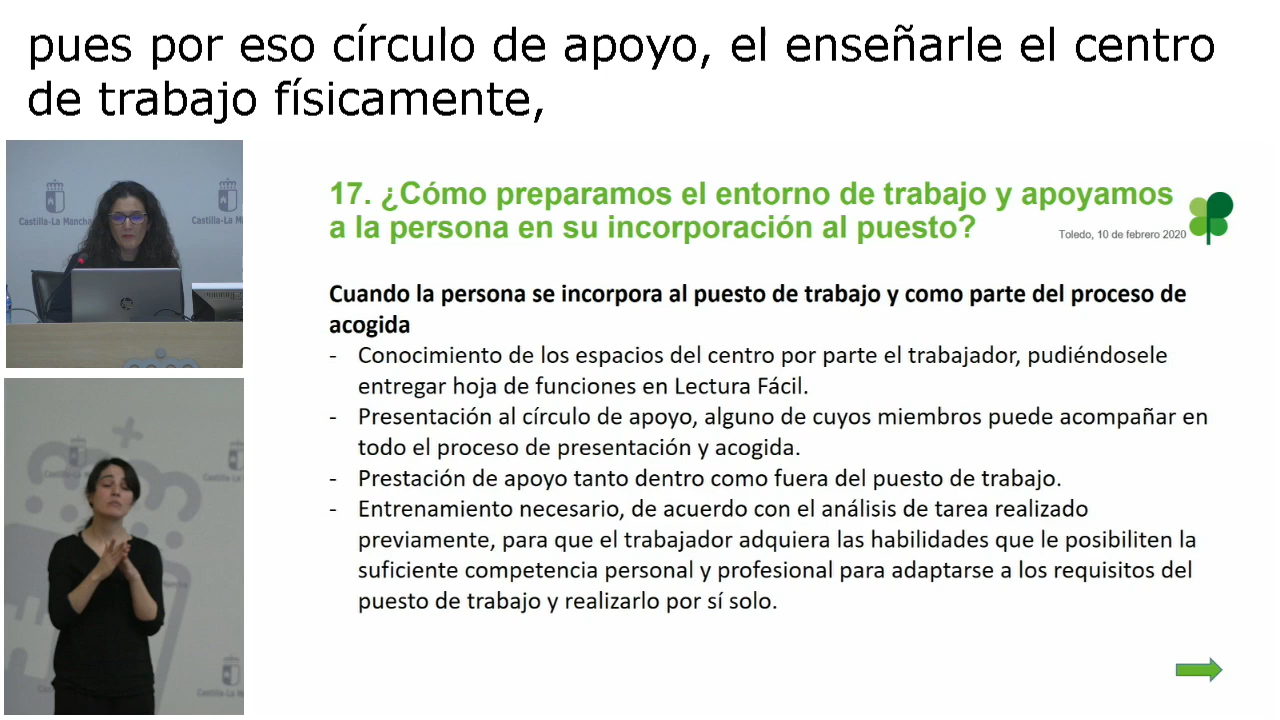 pues por eso círculo de apoyo, el enseñarle el centro
de trabajo físicamente,
17. ¿Cómo preparamos el entorno de trabajo y apoyamos
a la persona en su incorporación al puesto?
Toledo, 10 de febrero 2020
Cuando la persona se incorpora al puesto de trabajo y como parte del proceso de
acogida
- Conocimiento de los espacios del centro por parte el trabajador, pudiéndosele
entregar hoja de funciones en Lectura Fácil.
- Presentación al círculo de apoyo, alguno de cuyos miembros puede acompañar en
todo el proceso de presentación y acogida.
- Prestación de apoyo tanto dentro como fuera del puesto de trabajo.
- Entrenamiento necesario, de acuerdo con el análisis de tarea realizado
previamente, para que el trabajador adquiera las habilidades que le posibiliten la
suficiente competencia personal y profesional para adaptarse a los requisitos del
puesto de trabajo y realizarlo por sí solo.
Castilla-La Mancha
Castilla-La M
hp
Castilla-La
Castilla-La Mancha
Castilla-La M